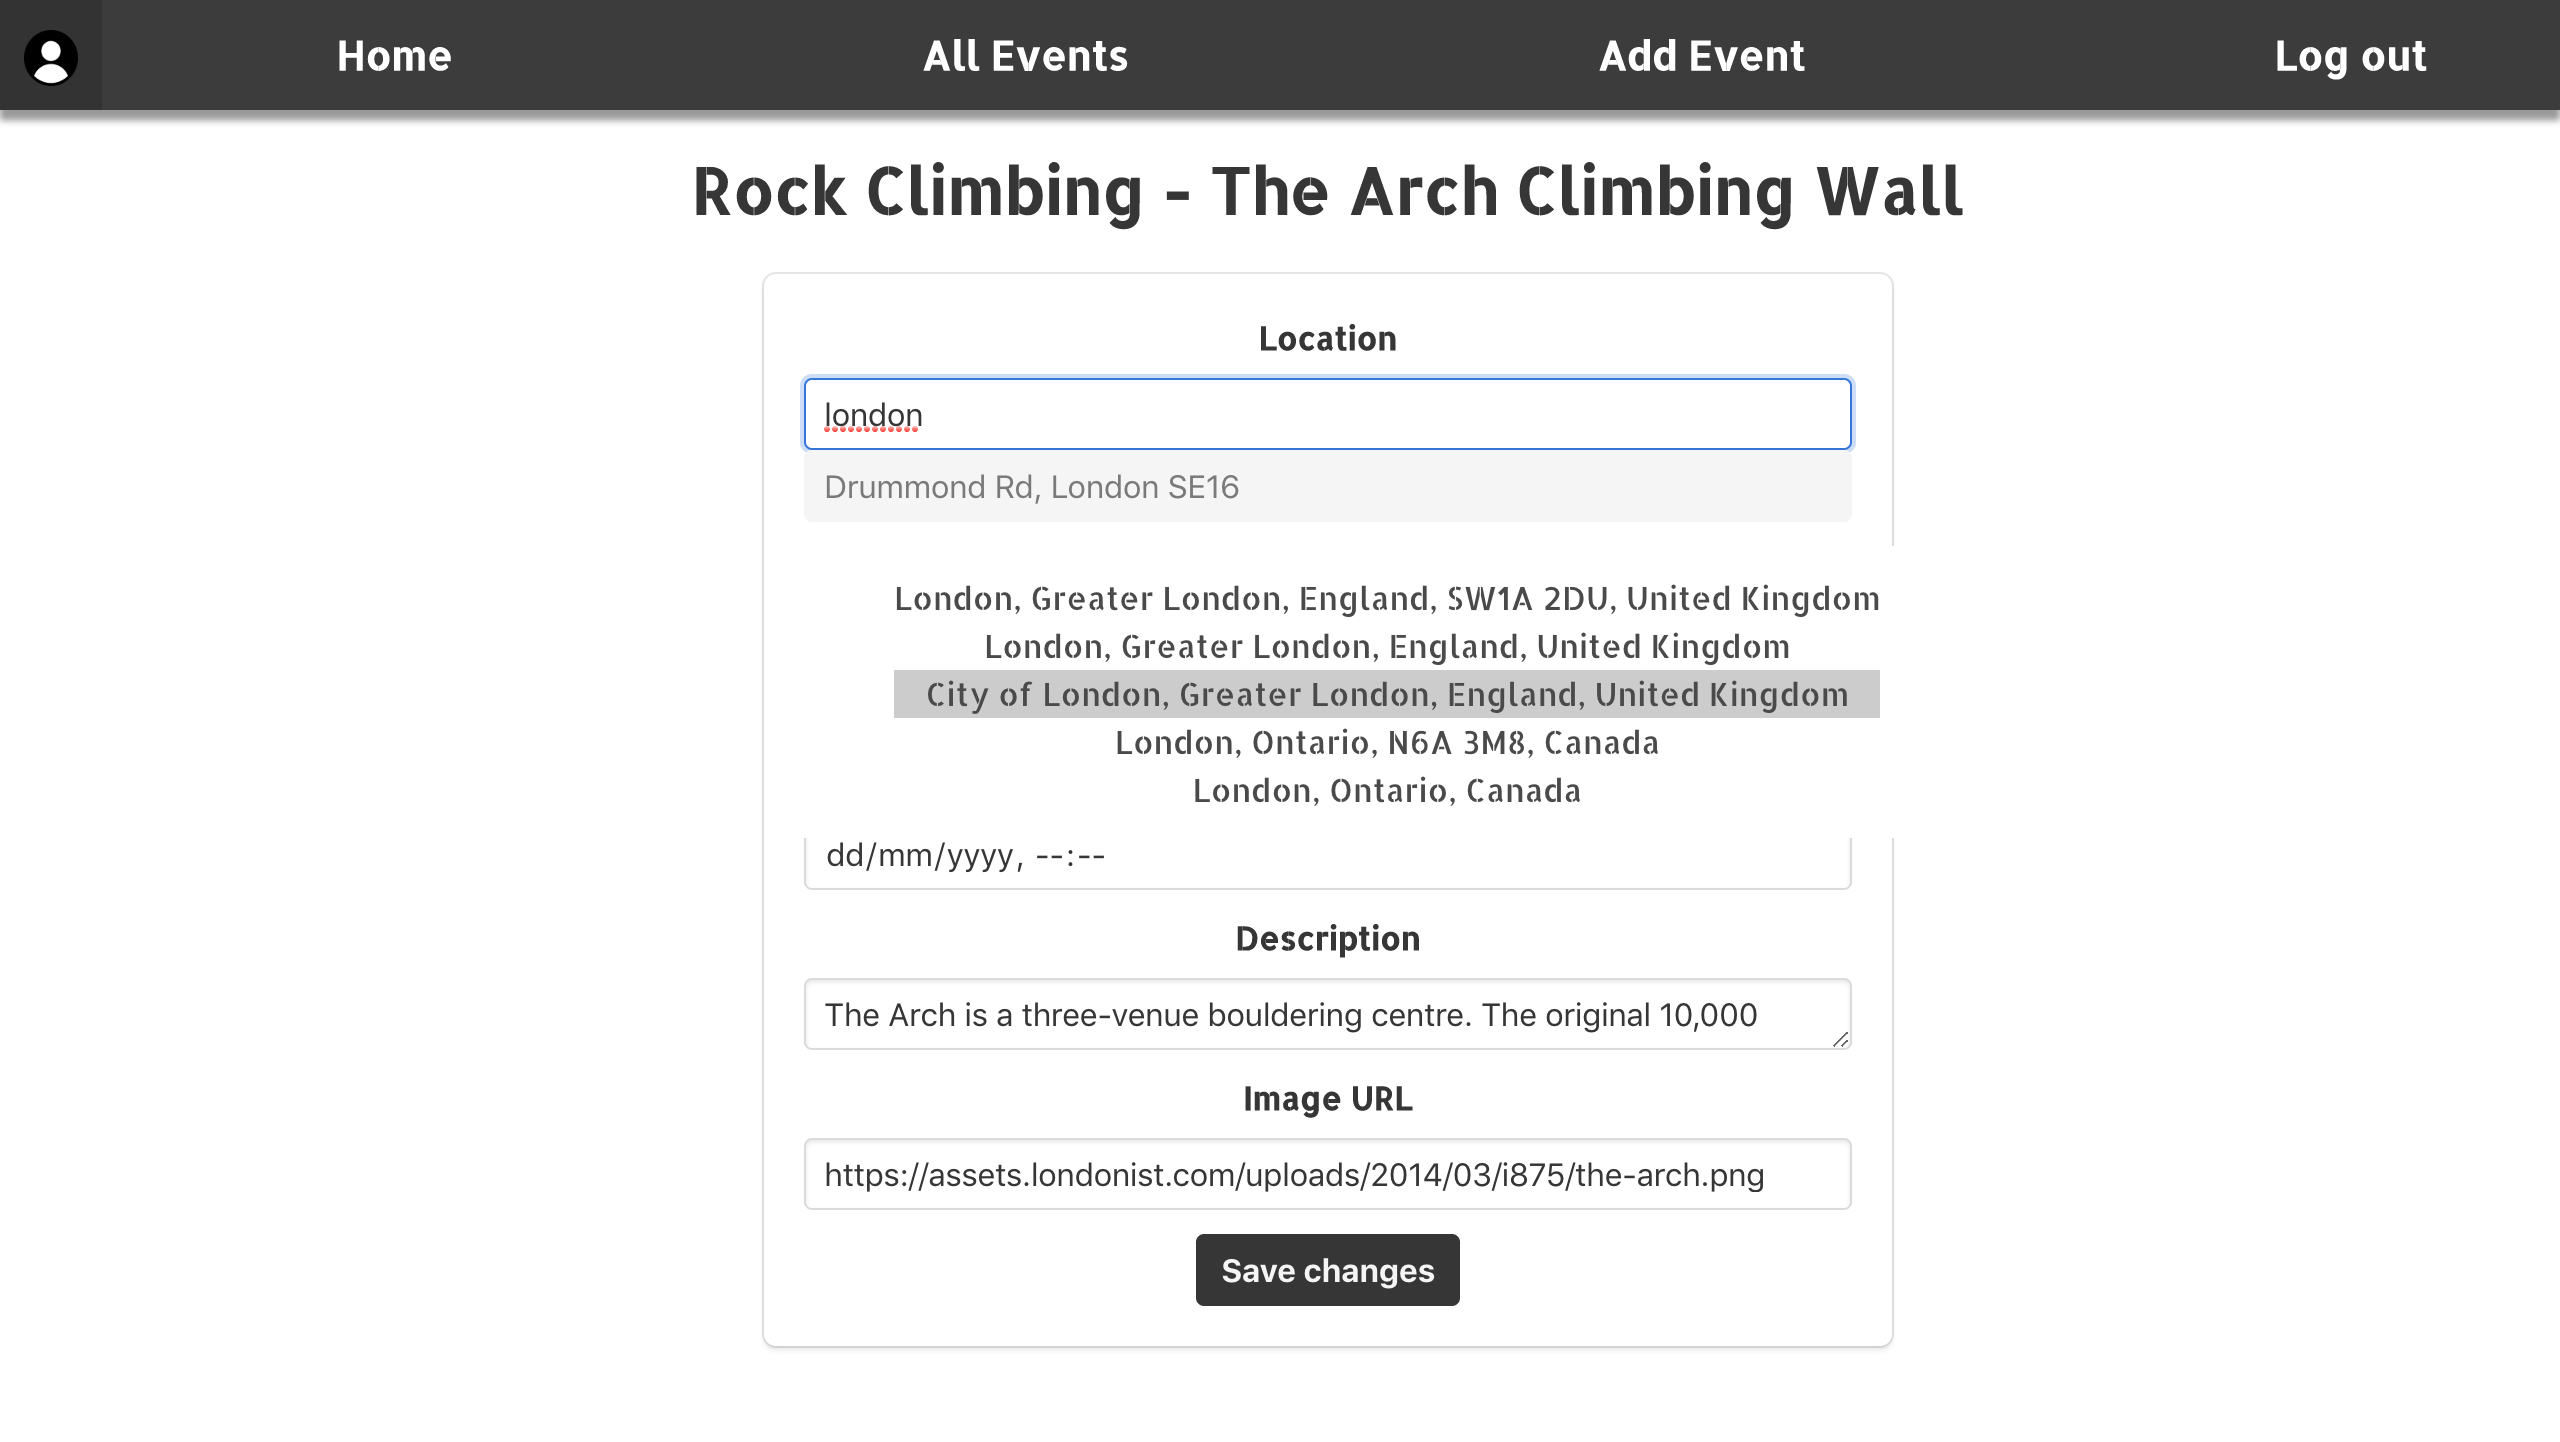 Home All Events Add Event Log out
Rock Climbing - The Arch Climbing Wall
Location
london
Drummond Rd, London SE16
London, Greater London, England, SW1A 2DU, United Kingdom
London, Greater London, England, United Kingdom
City of London, Greater London, England, United Kingdom
London, Ontario, N6A 3M8, Canada
London, Ontario, Canada
dd/mm/yyyy, --:--
Description
The Arch is a three-venue bouldering centre. The original 10,000
Image URL
https://assets.londonist.com/uploads/2014/03/i875/the-arch.png
Save changes